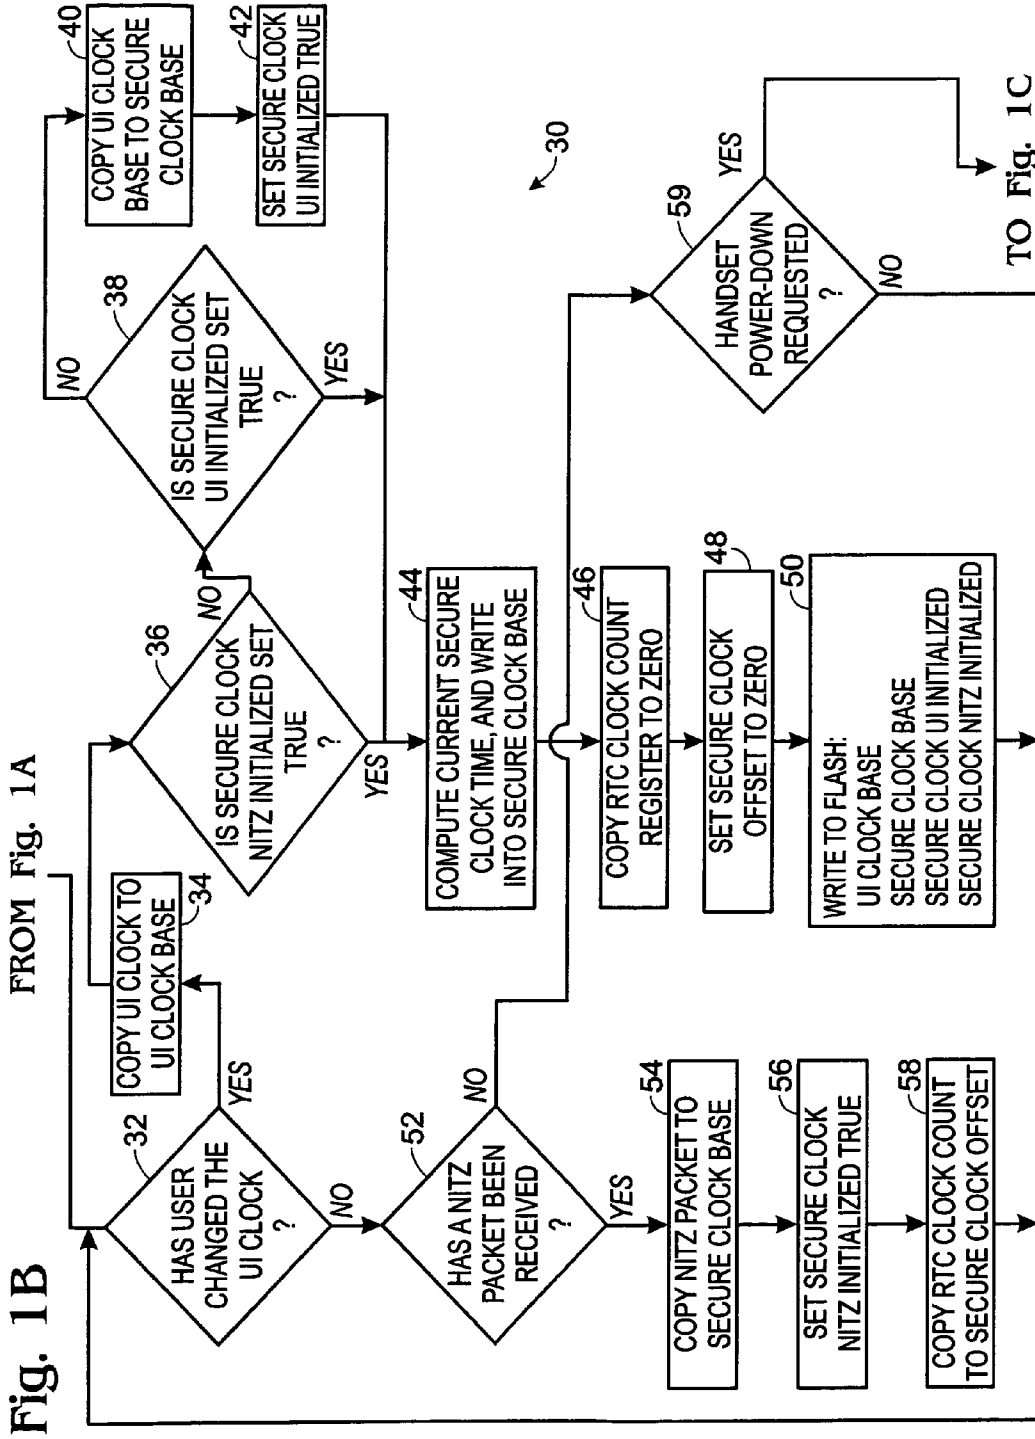 Fig. 1B
FROM Fig. 1A
32
HAS USER
CHANGED THE
UI CLOCK
?
YES
NO
COPY UI CLOCK TO
UI CLOCK BASE
34
36
IS SECURE CLOCK
NITZ INITIALIZED SET
TRUE
?
NO
YES
38
IS SECURE CLOCK
UI INITIALIZED SET
TRUE
?
NO
YES
40
COPY UI CLOCK
BASE TO SECURE
CLOCK BASE
42
SET SECURE CLOCK
UI INITIALIZED TRUE
44
COMPUTE CURRENT SECURE
CLOCK TIME, AND WRITE
INTO SECURE CLOCK BASE
46
COPY RTC CLOCK COUNT
REGISTER TO ZERO
48
SET SECURE CLOCK
OFFSET TO ZERO
50
WRITE TO FLASH:
UI CLOCK BASE
SECURE CLOCK BASE
SECURE CLOCK UI INITIALIZED
SECURE CLOCK NITZ INITIALIZED
52
HAS A NITZ
PACKET BEEN
RECEIVED
?
NO
YES
54
COPY NITZ PACKET TO
SECURE CLOCK BASE
56
SET SECURE CLOCK
NITZ INITIALIZED TRUE
58
COPY RTC CLOCK COUNT
TO SECURE CLOCK OFFSET
30
59
HANDSET
POWER-DOWN
REQUESTED
?
YES
NO
TO Fig. 1C